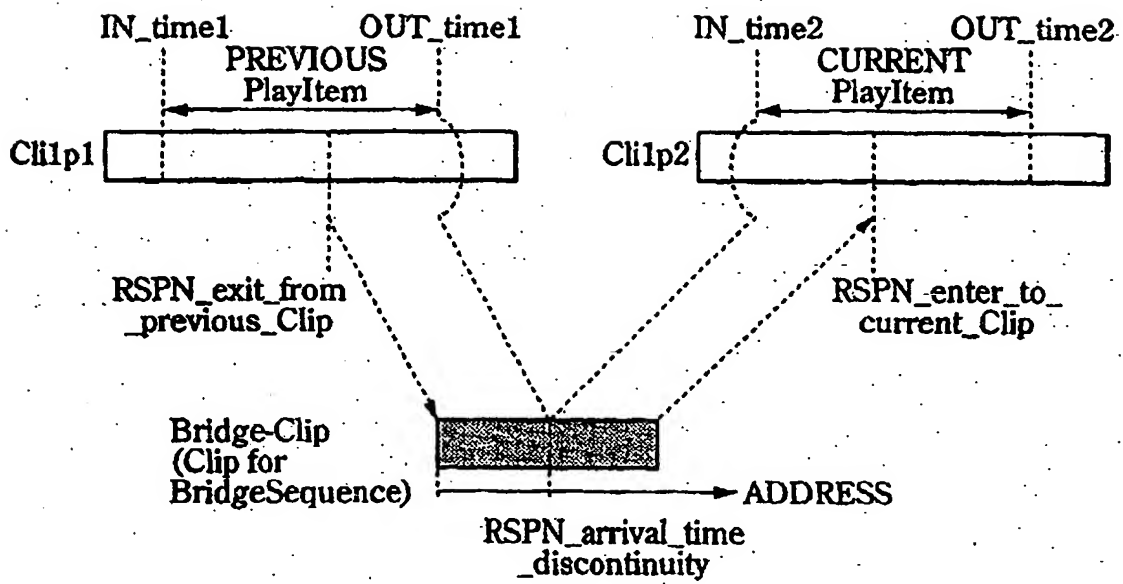 IN_time1
OUT_time1
IN_time2
OUT_time2
PREVIOUS
PlayItem
CURRENT
PlayItem
Cli1p1
Cli1p2
RSPN_exit_from
_previous_Clip
RSPN_enter_to_
current_Clip
Bridge-Clip
(Clip for
BridgeSequence)
ADDRESS
RSPN_arrival_time
_discontinuity